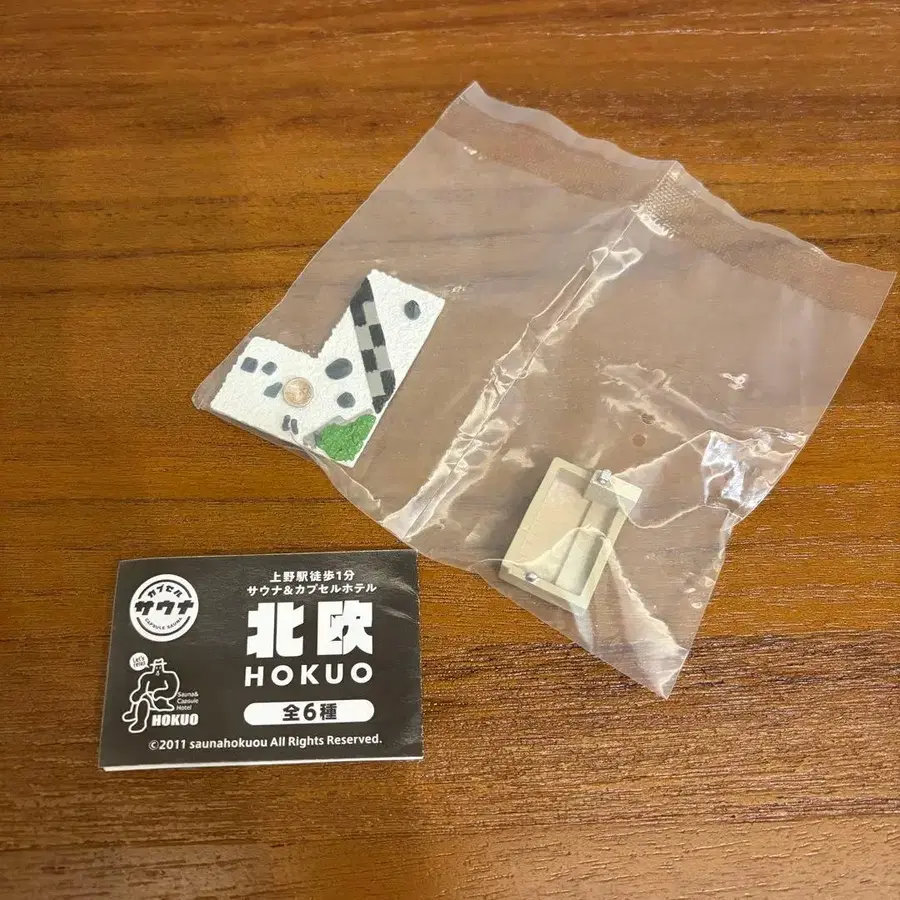 カプセル
サウナ
CAPSULE SAUNA
上野駅徒歩1分
サウナ&カプセルホテル
北欧
HOKUO
全6種
Let's
Sauna&
Capsule
Hotel
HOKUO
©2011 saunahokuou All Rights Reserved.